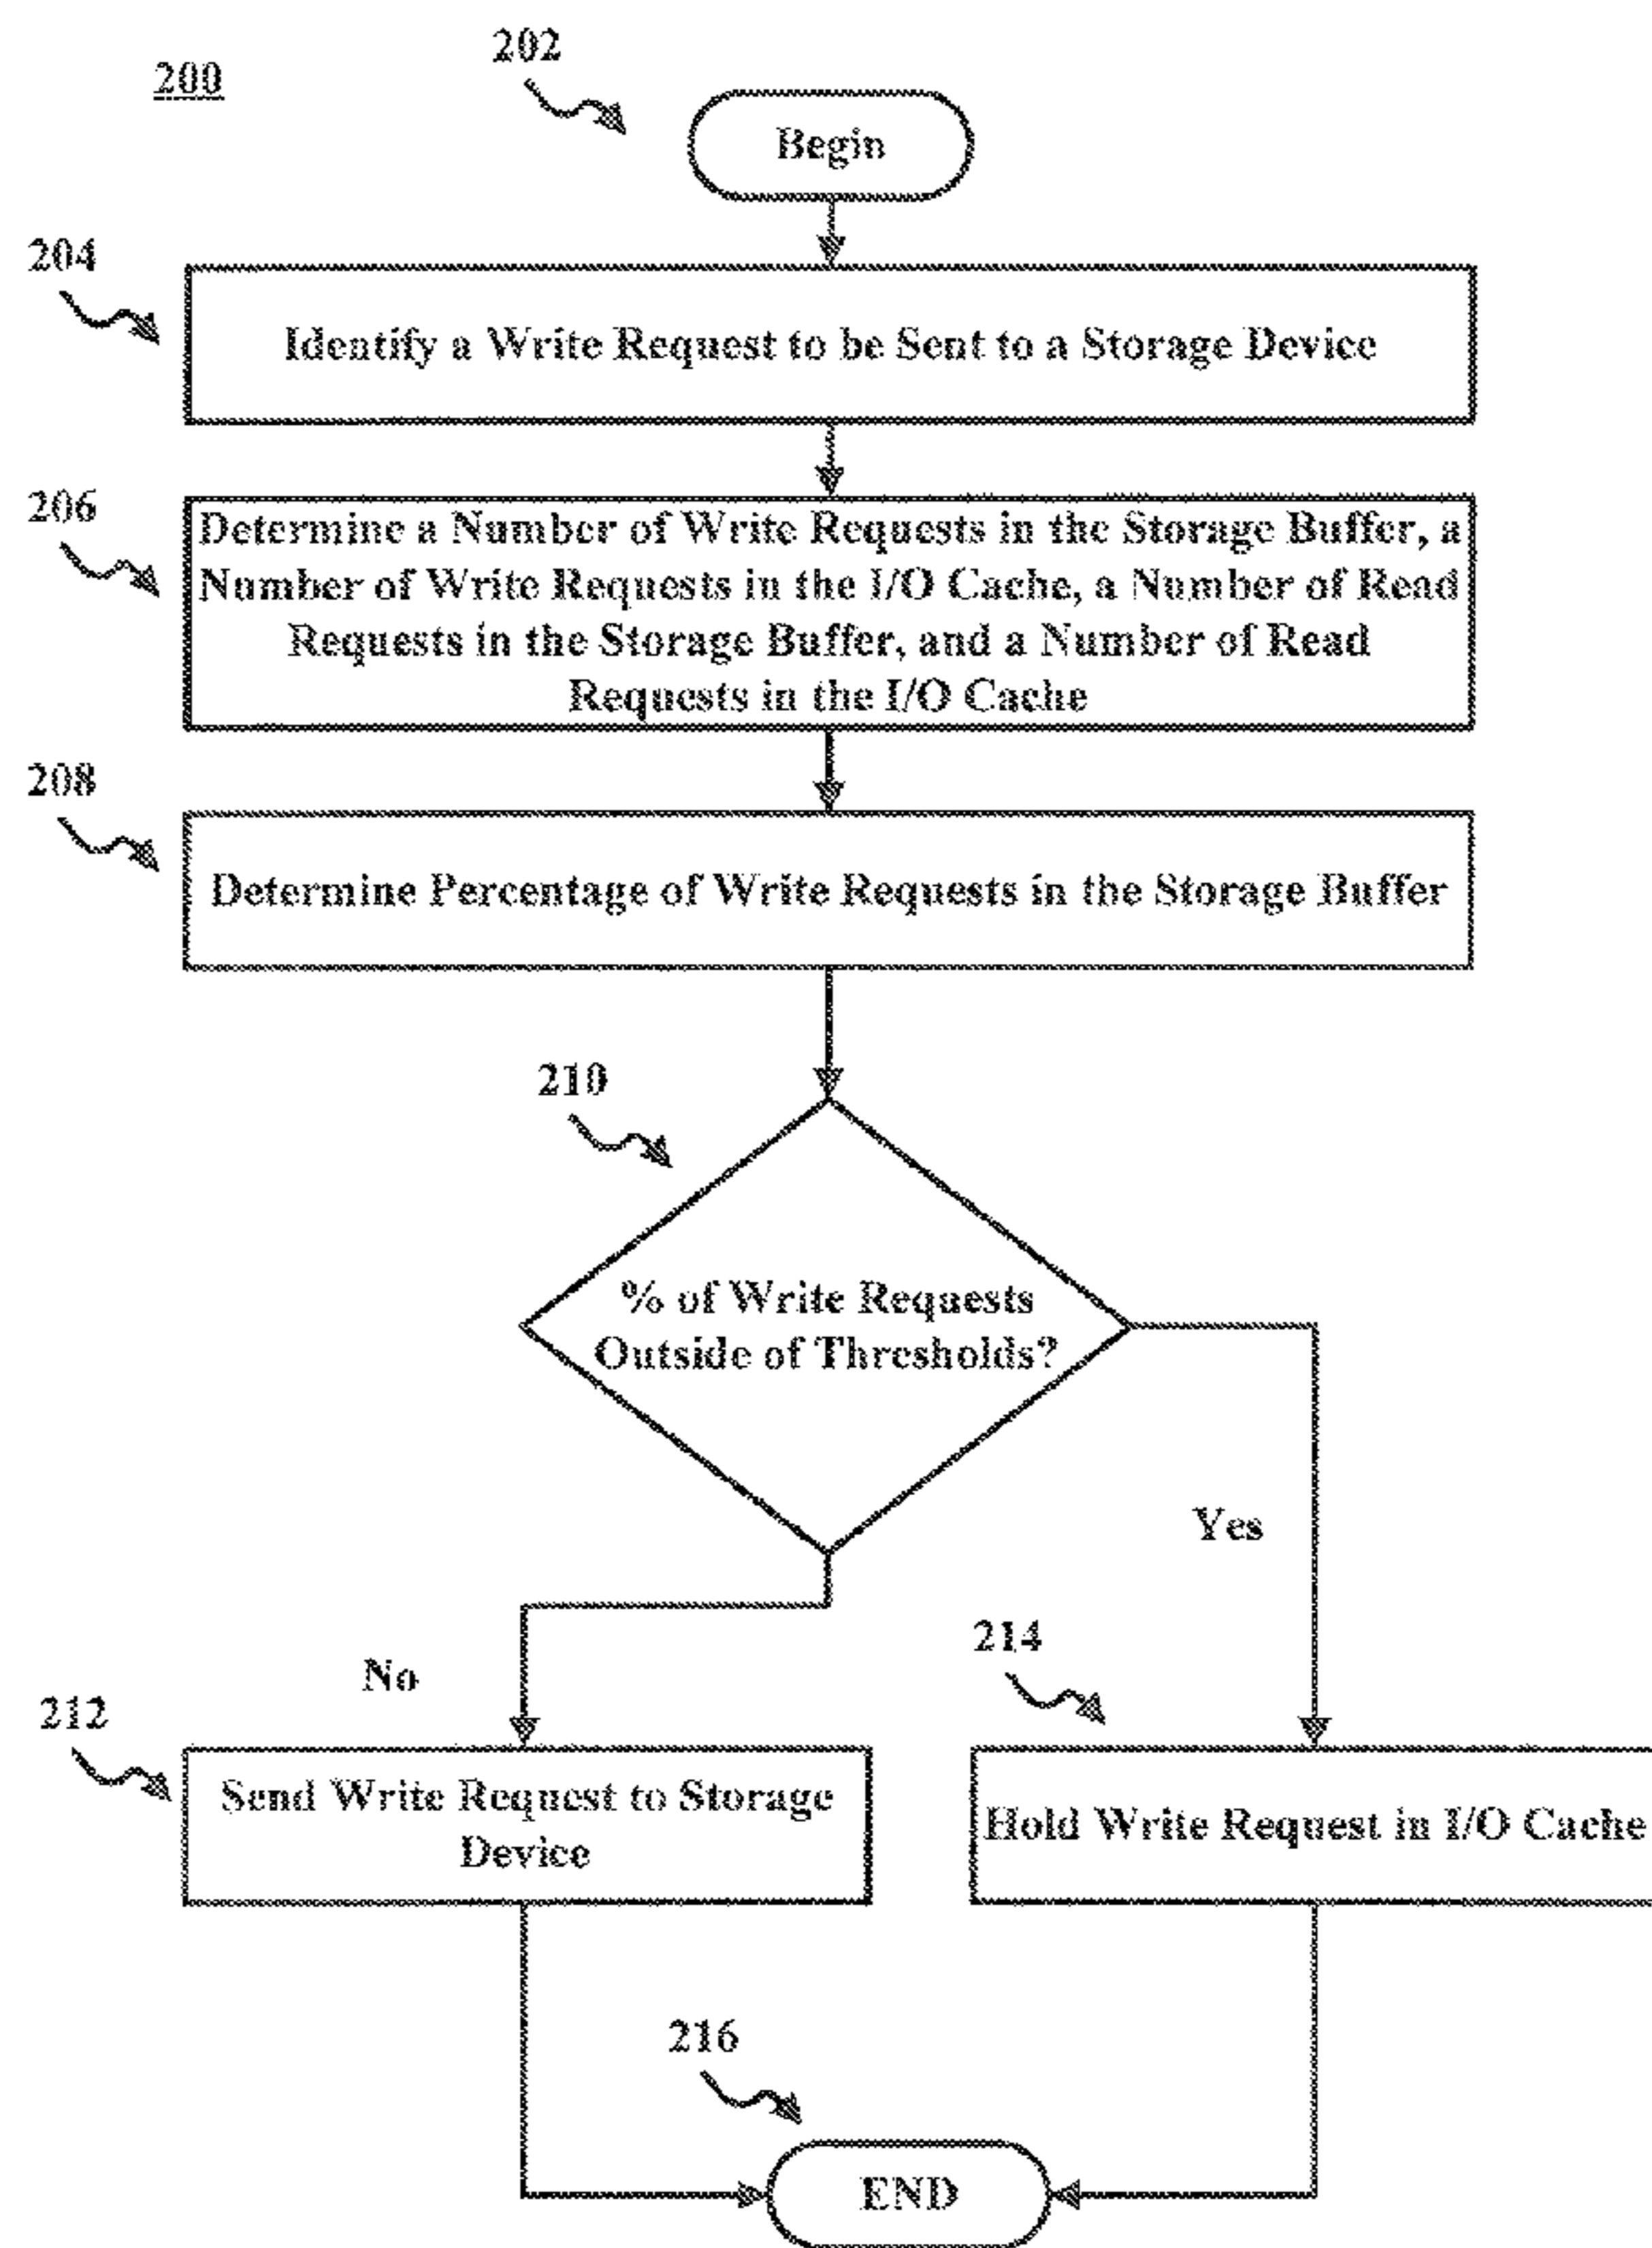 200
202
Begin
204
Identify a Write Request to be Sent to a Storage Device
206
Determine a Number of Write Requests in the Storage Buffer, a
Number of Write Requests in the I/O Cache, a Number of Read
Requests in the Storage Buffer, and a Number of Read
Requests in the I/O Cache
208
Determine Percentage of Write Requests in the Storage Buffer
210
% of Write Requests
Outside of Thresholds?
Yes
No
214
212
Send Write Request to Storage
Device
Hold Write Request in I/O Cache
216
END